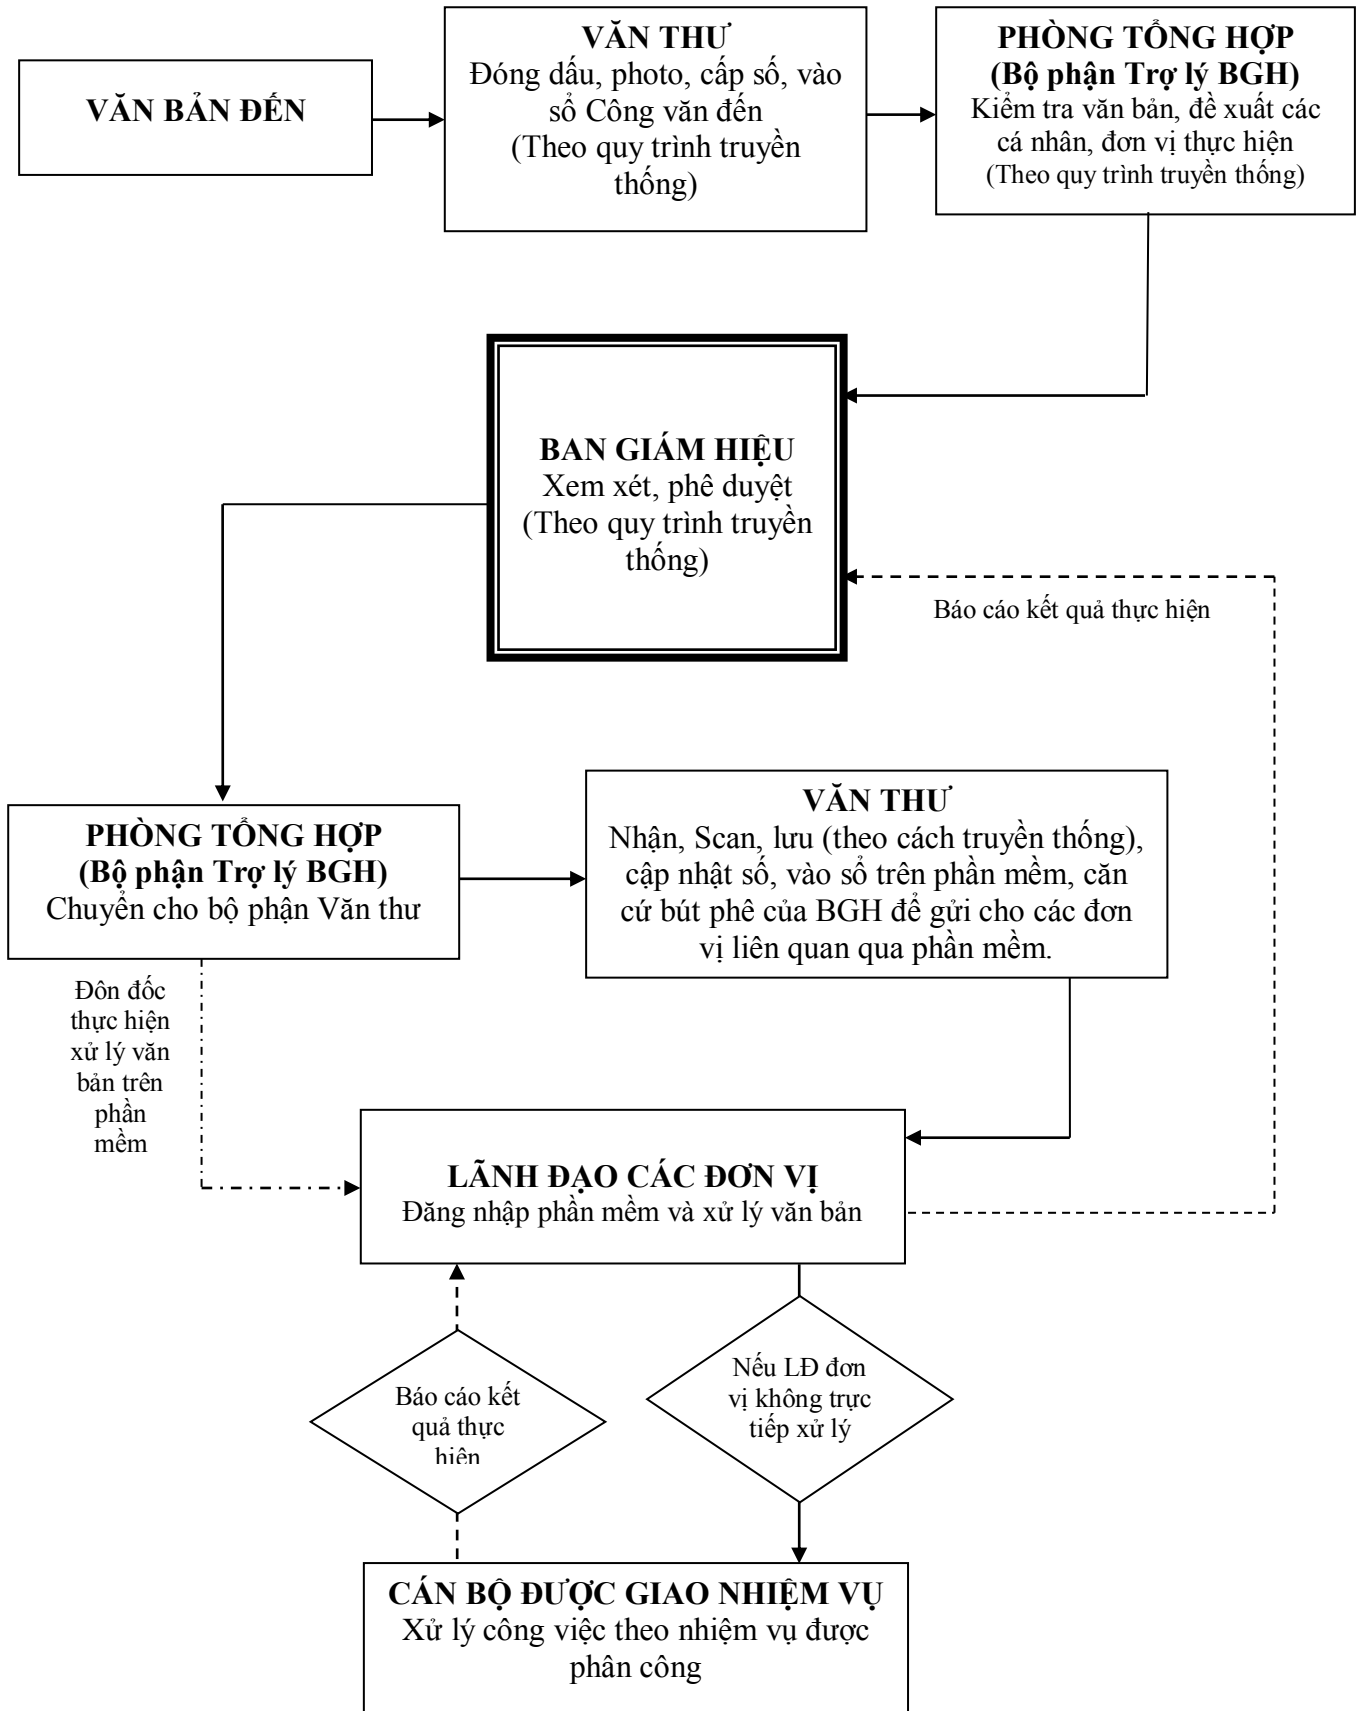 VĂN BẢN ĐẾN
VĂN THƯ
Đóng dấu, photo, cấp số, vào
sổ Công văn đến
(Theo quy trình truyền
thống)
PHÒNG TỔNG HỢP
(Bộ phận Trợ lý BGH)
Kiểm tra văn bản, đề xuất các
cá nhân, đơn vị thực hiện
(Theo quy trình truyền thống)
BAN GIÁM HIỆU
Xem xét, phê duyệt
(Theo quy trình truyền
thống)
Báo cáo kết quả thực hiện
PHÒNG TỔNG HỢP
(Bộ phận Trợ lý BGH)
Chuyển cho bộ phận Văn thư
VĂN THƯ
Nhận, Scan, lưu (theo cách truyền thống),
cập nhật số, vào sổ trên phần mềm, căn
cứ bút phê của BGH để gửi cho các đơn
vị liên quan qua phần mềm.
Đôn đốc
thực hiện
xử lý văn
bản trên
phần
mềm
LÃNH ĐẠO CÁC ĐƠN VỊ
Đăng nhập phần mềm và xử lý văn bản
Báo cáo kết
quả thực
hiện
Nếu LĐ đơn
vị không trực
tiếp xử lý
CÁN BỘ ĐƯỢC GIAO NHIỆM VỤ
Xử lý công việc theo nhiệm vụ được
phân công